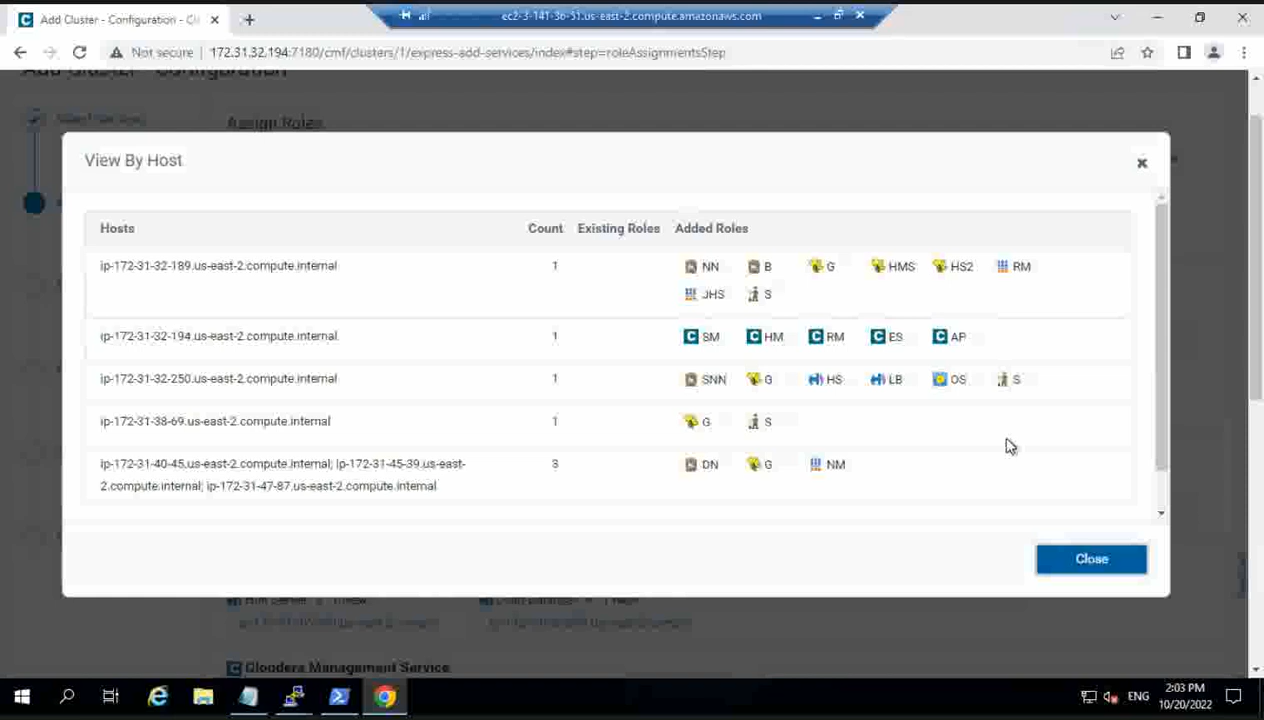 Add Cluster - Configuration - Cl
ec2-3-141-36-51.us-east-2.compute.amazonaws.com
Not secure
172.31.32.194:7180/cmf/clusters/1/express-add-services/index#step=roleAssignmentsStep
Add Cluster - Configuration
Assign Roles
View By Host
Hosts Count Existing Roles Added Roles
ip-172-31-32-189.us-east-2.compute.internal 1 NN B G HMS HS2 RM
JHS S
ip-172-31-32-194.us-east-2.compute.internal 1 SM HM RM ES AP
ip-172-31-32-250.us-east-2.compute.internal 1 SNN G HS LB OS S
ip-172-31-38-69.us-east-2.compute.internal 1 G S
ip-172-31-40-45.us-east-2.compute.internal; ip-172-31-45-39.us-east- 3 DN G NM
2.compute.internal; ip-172-31-47-87.us-east-2.compute.internal
Close
Cloudera Management Service
ENG
2:03 PM
10/20/2022